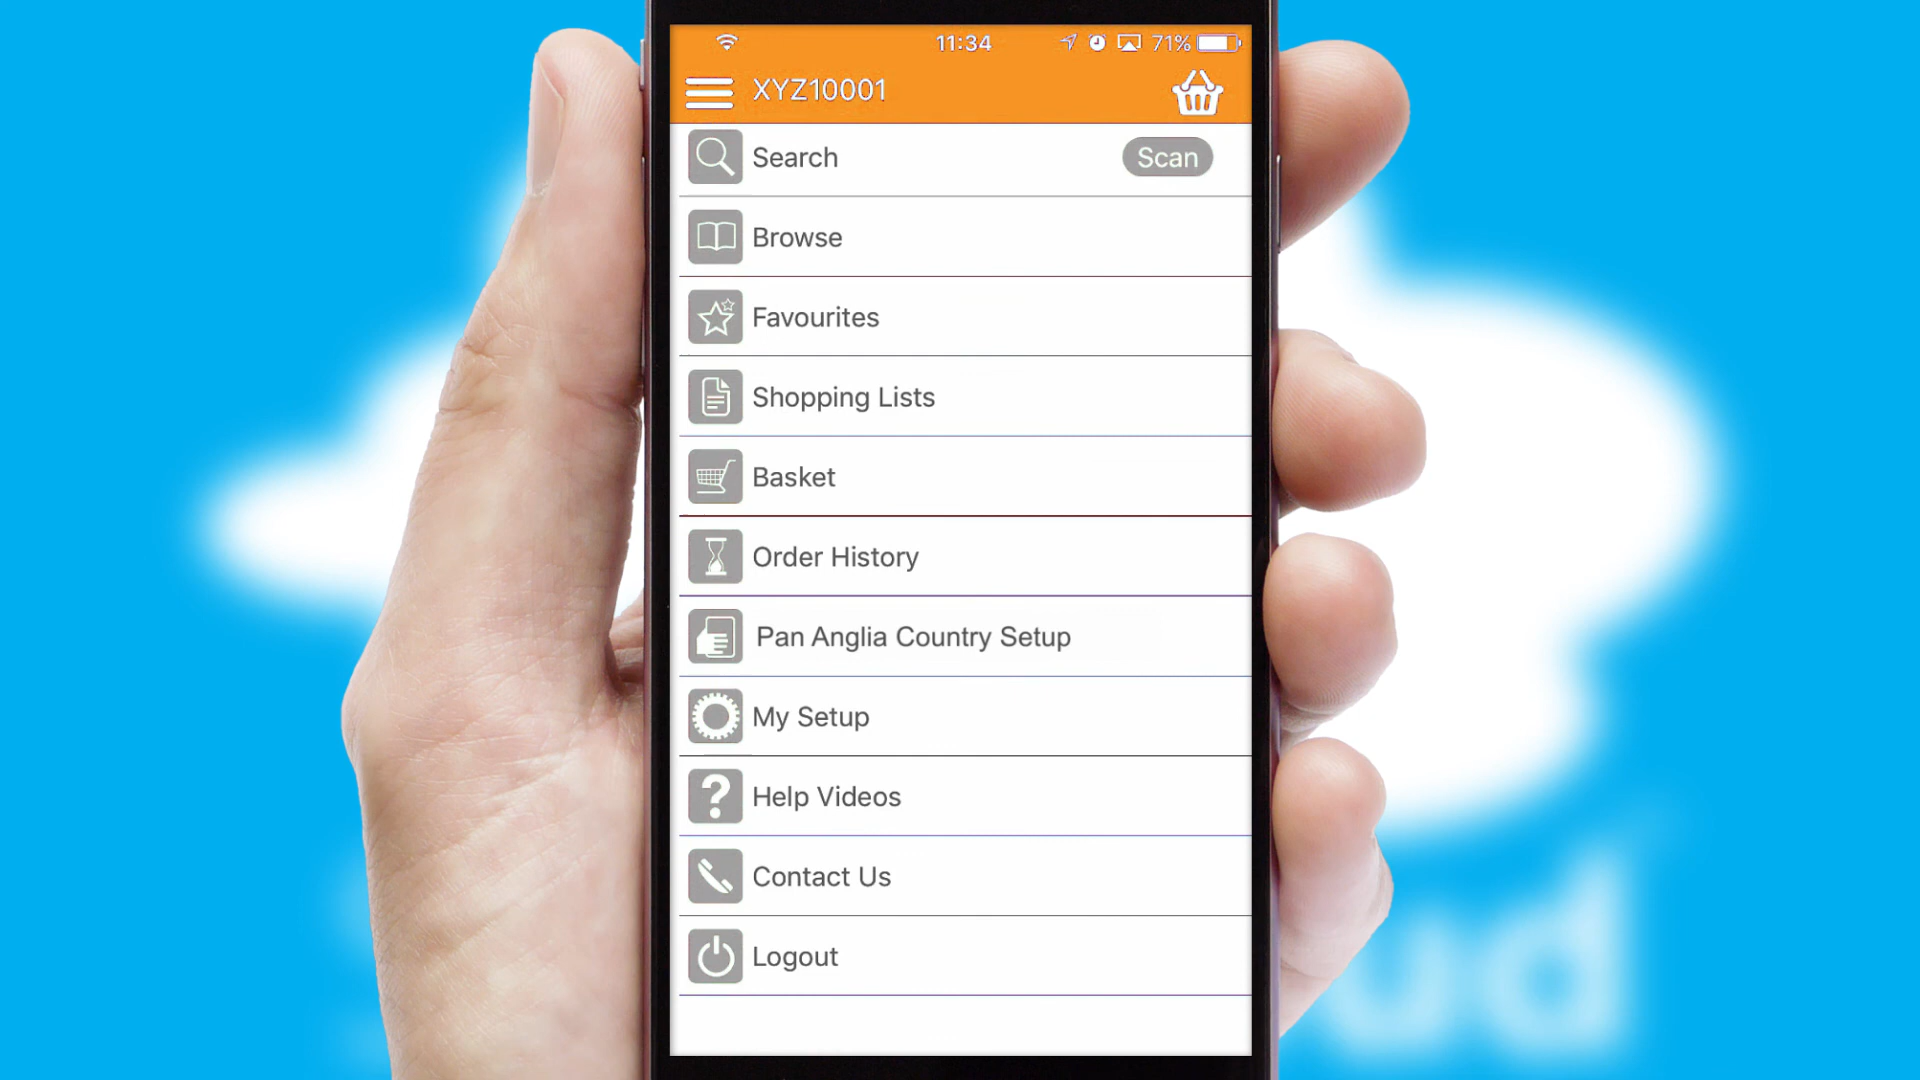 11:34
71%
XYZ10001
Search
Scan
Browse
Favourites
Shopping Lists
Basket
Order History
Pan Anglia Country Setup
My Setup
Help Videos
Contact Us
Logout
ud